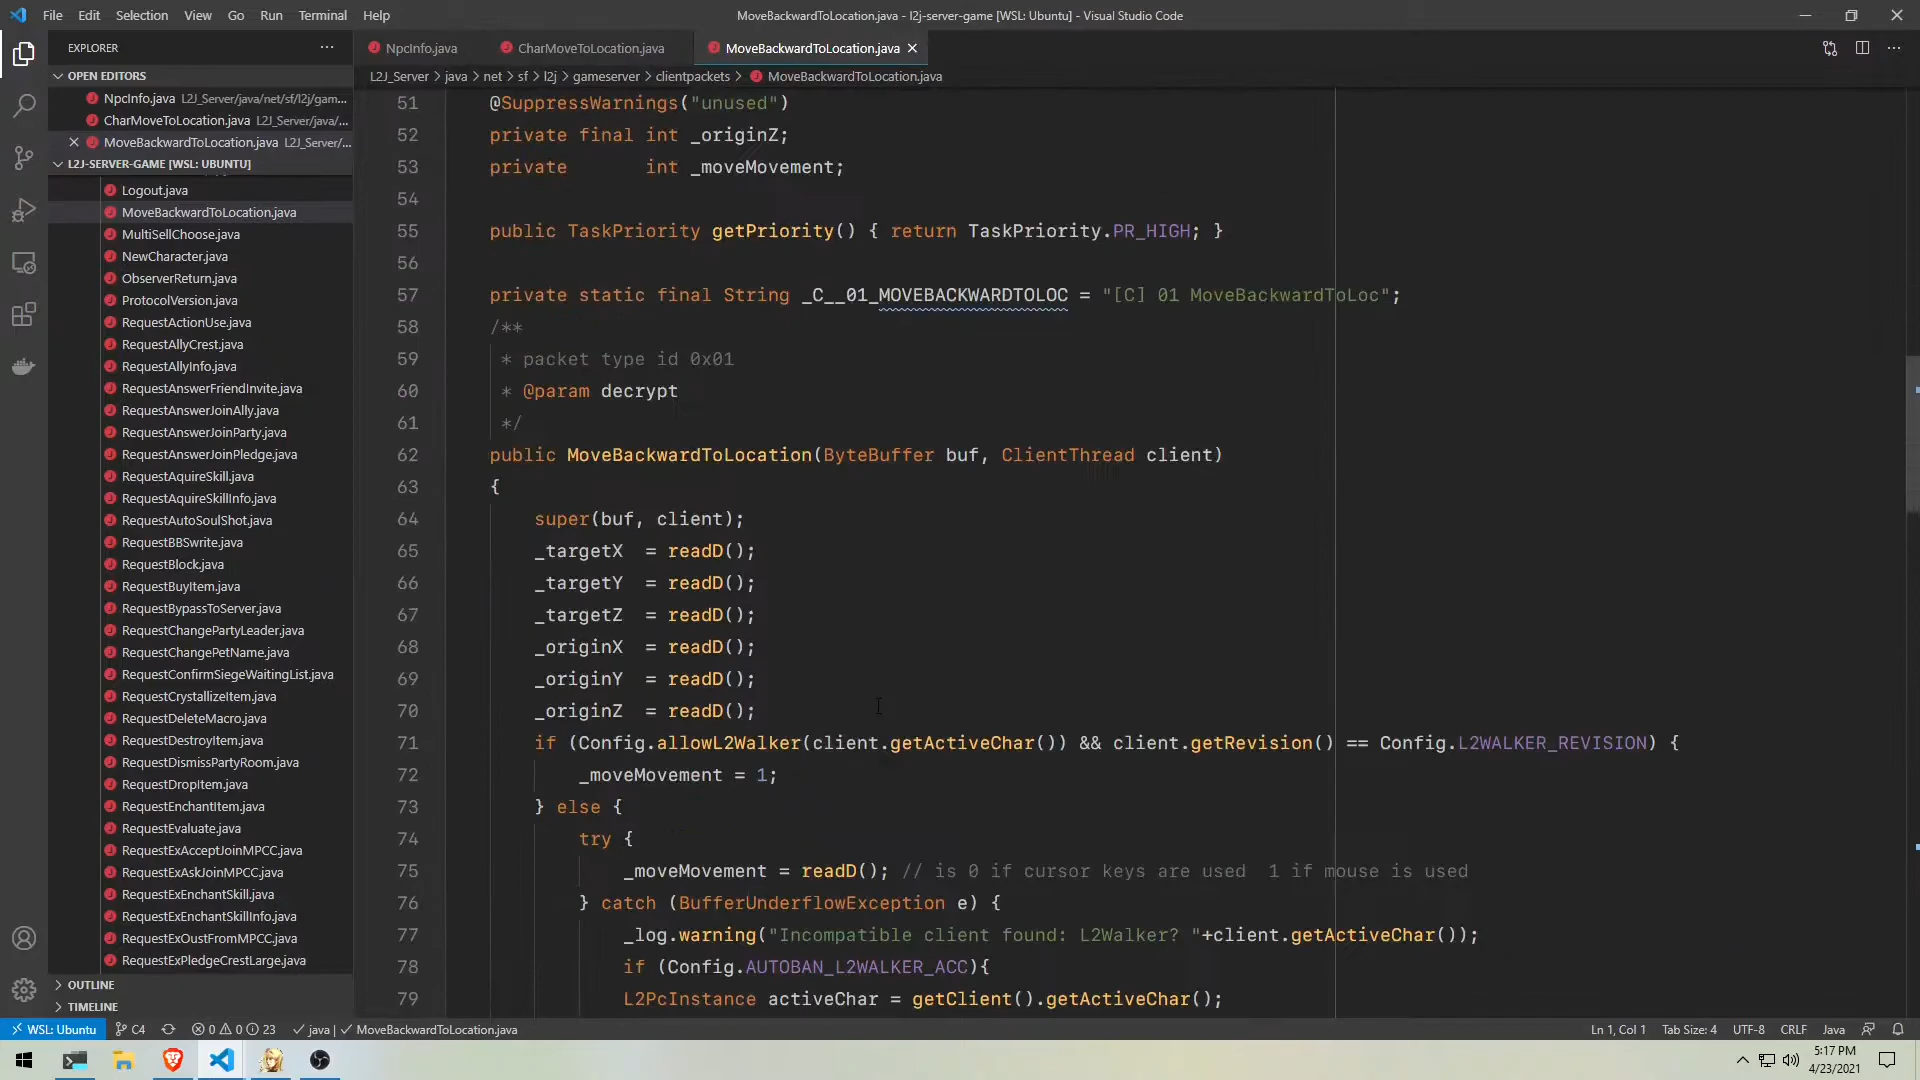 File Edit Selection View Go Run Terminal Help
MoveBackwardToLocation.java - l2j-server-game [WSL: Ubuntu] - Visual Studio Code
EXPLORER
NpcInfo.java CharMoveToLocation.java MoveBackwardToLocation.java
OPEN EDITORS
L2J_Server > java > net > sf > l2j > gameserver > clientpackets > MoveBackwardToLocation.java
NpcInfo.java L2J_Server/java/net/sf/l2j/gam...
CharMoveToLocation.java L2J_Server/java/...
MoveBackwardToLocation.java L2J_Server/...
L2J-SERVER-GAME [WSL: UBUNTU]
Logout.java
MoveBackwardToLocation.java
MultiSellChoose.java
NewCharacter.java
ObserverReturn.java
ProtocolVersion.java
RequestActionUse.java
RequestAllyCrest.java
RequestAllyInfo.java
RequestAnswerFriendInvite.java
RequestAnswerJoinAlly.java
RequestAnswerJoinParty.java
RequestAnswerJoinPledge.java
RequestAquireSkill.java
RequestAquireSkillInfo.java
RequestAutoSoulShot.java
RequestBBSwrite.java
RequestBlock.java
RequestBuyItem.java
RequestBypassToServer.java
RequestChangePartyLeader.java
RequestChangePetName.java
RequestConfirmSiegeWaitingList.java
RequestCrystallizeItem.java
RequestDeleteMacro.java
RequestDestroyItem.java
RequestDismissPartyRoom.java
RequestDropItem.java
RequestEnchantItem.java
RequestEvaluate.java
RequestExAcceptJoinMPCC.java
RequestExAskJoinMPCC.java
RequestExEnchantSkill.java
RequestExEnchantSkillInfo.java
RequestExOustFromMPCC.java
RequestExPledgeCrestLarge.java
OUTLINE
TIMELINE
51 @SuppressWarnings("unused")
52 private final int _originZ;
53 private       int _moveMovement;
54
55 public TaskPriority getPriority() { return TaskPriority.PR_HIGH; }
56
57 private static final String _C__01_MOVEBACKWARDTOLOC = "[C] 01 MoveBackwardToLoc";
58 /**
59  * packet type id 0x01
60  * @param decrypt
61  */
62 public MoveBackwardToLocation(ByteBuffer buf, ClientThread client)
63 {
64     super(buf, client);
65     _targetX  = readD();
66     _targetY  = readD();
67     _targetZ  = readD();
68     _originX  = readD();
69     _originY  = readD();
70     _originZ  = readD();
71     if (Config.allowL2Walker(client.getActiveChar()) && client.getRevision() == Config.L2WALKER_REVISION) {
72         _moveMovement = 1;
73     } else {
74         try {
75             _moveMovement = readD(); // is 0 if cursor keys are used  1 if mouse is used
76         } catch (BufferUnderflowException e) {
77             _log.warning("Incompatible client found: L2Walker? "+client.getActiveChar());
78             if (Config.AUTOBAN_L2WALKER_ACC){
79             L2PcInstance activeChar = getClient().getActiveChar();
WSL: Ubuntu C4 0 0 23 java | MoveBackwardToLocation.java Ln 1, Col 1 Tab Size: 4 UTF-8 CRLF Java
5:17 PM
4/23/2021